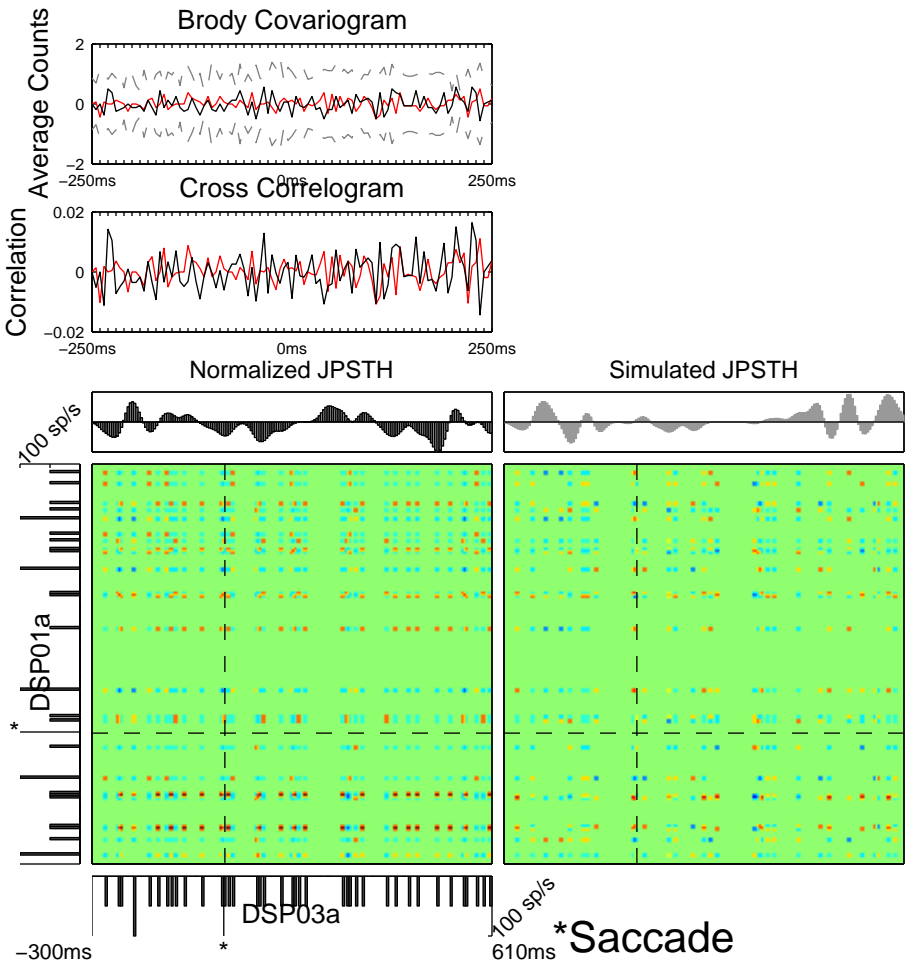 Brody Covariogram
Average Counts
2
0
−2
−250ms
0ms
250ms
Cross Correlogram
Correlation
0.02
0
−0.02
−250ms
0ms
250ms
Normalized JPSTH
Simulated JPSTH
100 sp/s
DSP01a
*
DSP03a
100 sp/s
*
−300ms
610ms
*Saccade